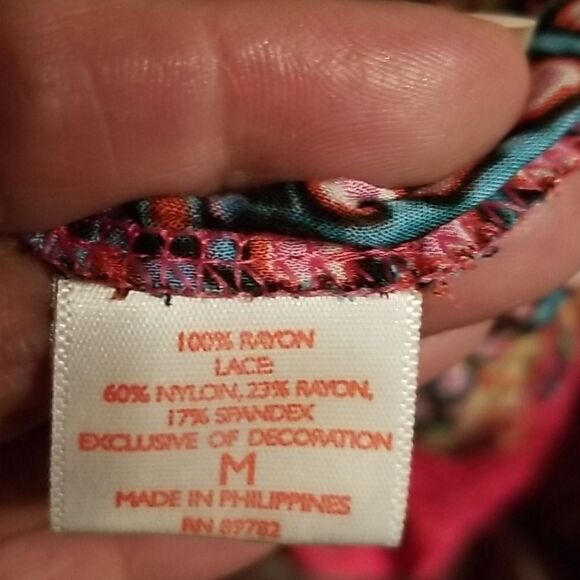 100% RAYON
LACE:
60% NYLON, 23% RAYON,
17% SPANDEX
EXCLUSIVE OF DECORATION
M
MADE IN PHILIPPINES
RN 89782